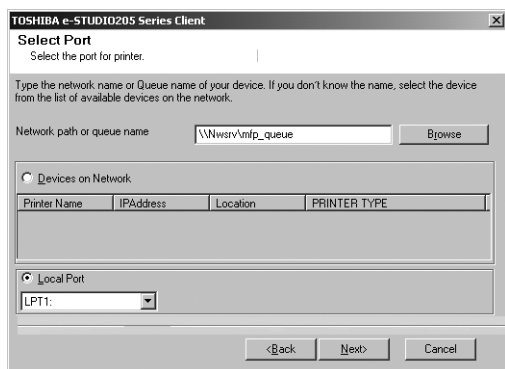 TOSHIBA e-STUDIO205 Series Client
Select Port
Select the port for printer.
Type the network name or Queue name of your device. If you don't know the name, select the device
from the list of available devices on the network.
Network path or queue name
\\Nwsrv\mfp_queue
Browse
Devices on Network
Printer Name IPAddress Location PRINTER TYPE
Local Port
LPT1:
<Back Next> Cancel